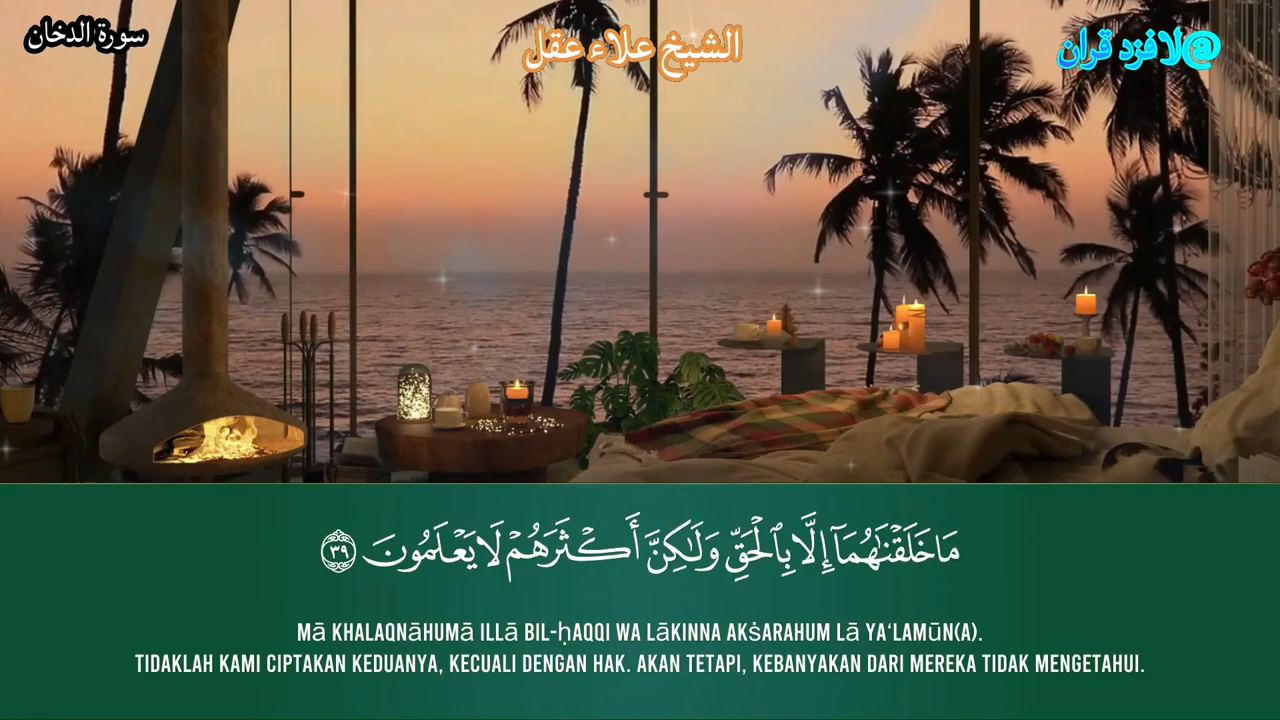 سورة الدخان
الشيخ علاء عقل
@لافزد قران
مَا خَلَقْنَٰهُمَآ إِلَّا بِٱلْحَقِّ وَلَٰكِنَّ أَكْثَرَهُمْ لَا يَعْلَمُونَ ٣٩
Mā KHALAQNāHUMā ILLā BIL-ḥAQQI WA LāKINNA AKṡARAHUM Lā YA‘LAMūN(A).
TIDAKLAH KAMI CIPTAKAN KEDUANYA, KECUALI DENGAN HAK. AKAN TETAPI, KEBANYAKAN DARI MEREKA TIDAK MENGETAHUI.